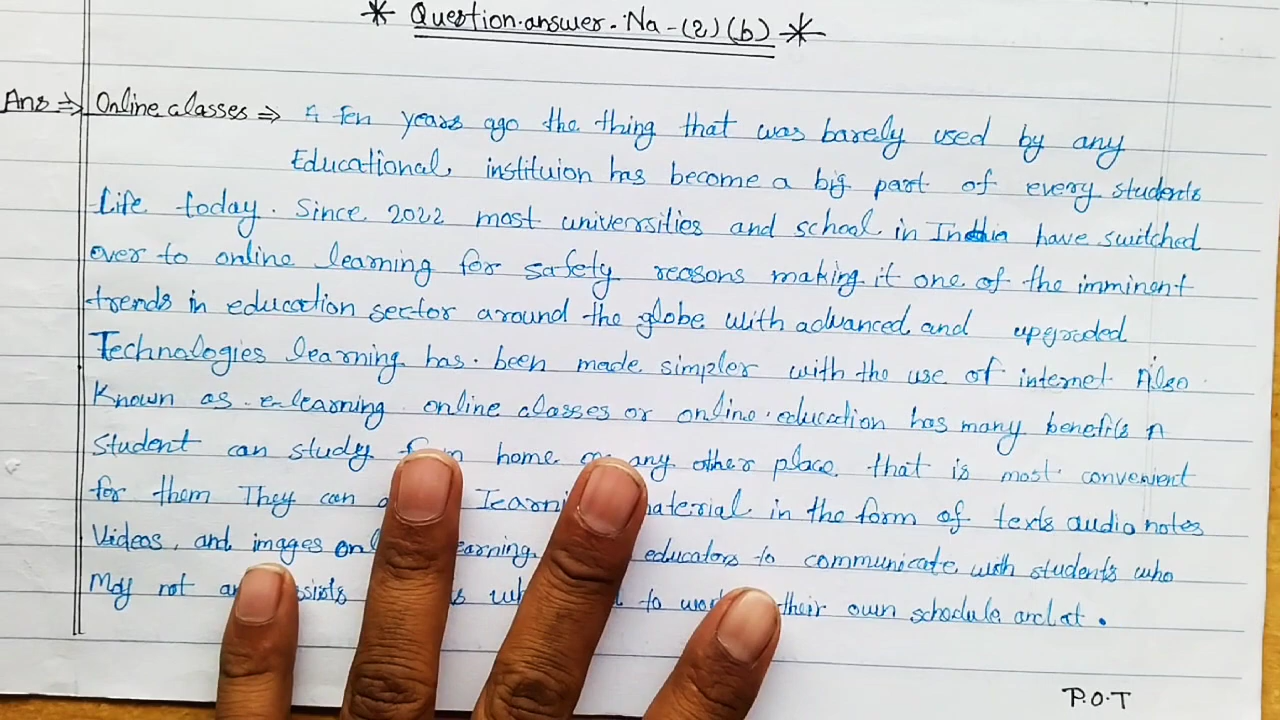 * Question.answer.Na-(2)(b) *
Ans ⇒ Online classes ⇒ A fen years ago the thing that was barely used by any
Educational, instituion has become a big part of every students
life today. Since 2022 most universities and school in India have switched
over to online learning for safety reasons making it one of the imminent
trends in education sector around the globe with advanced and upgraded
Technologies learning has been made simpler with the use of internet Also
Known as e-learning online classes or online education has many benefits A
Student can study home any other place that is most convenient
for them They can material in the form of texts audio notes
Videos, and images educators to communicate with students who
May not to their own schedule and at.
P.O.T